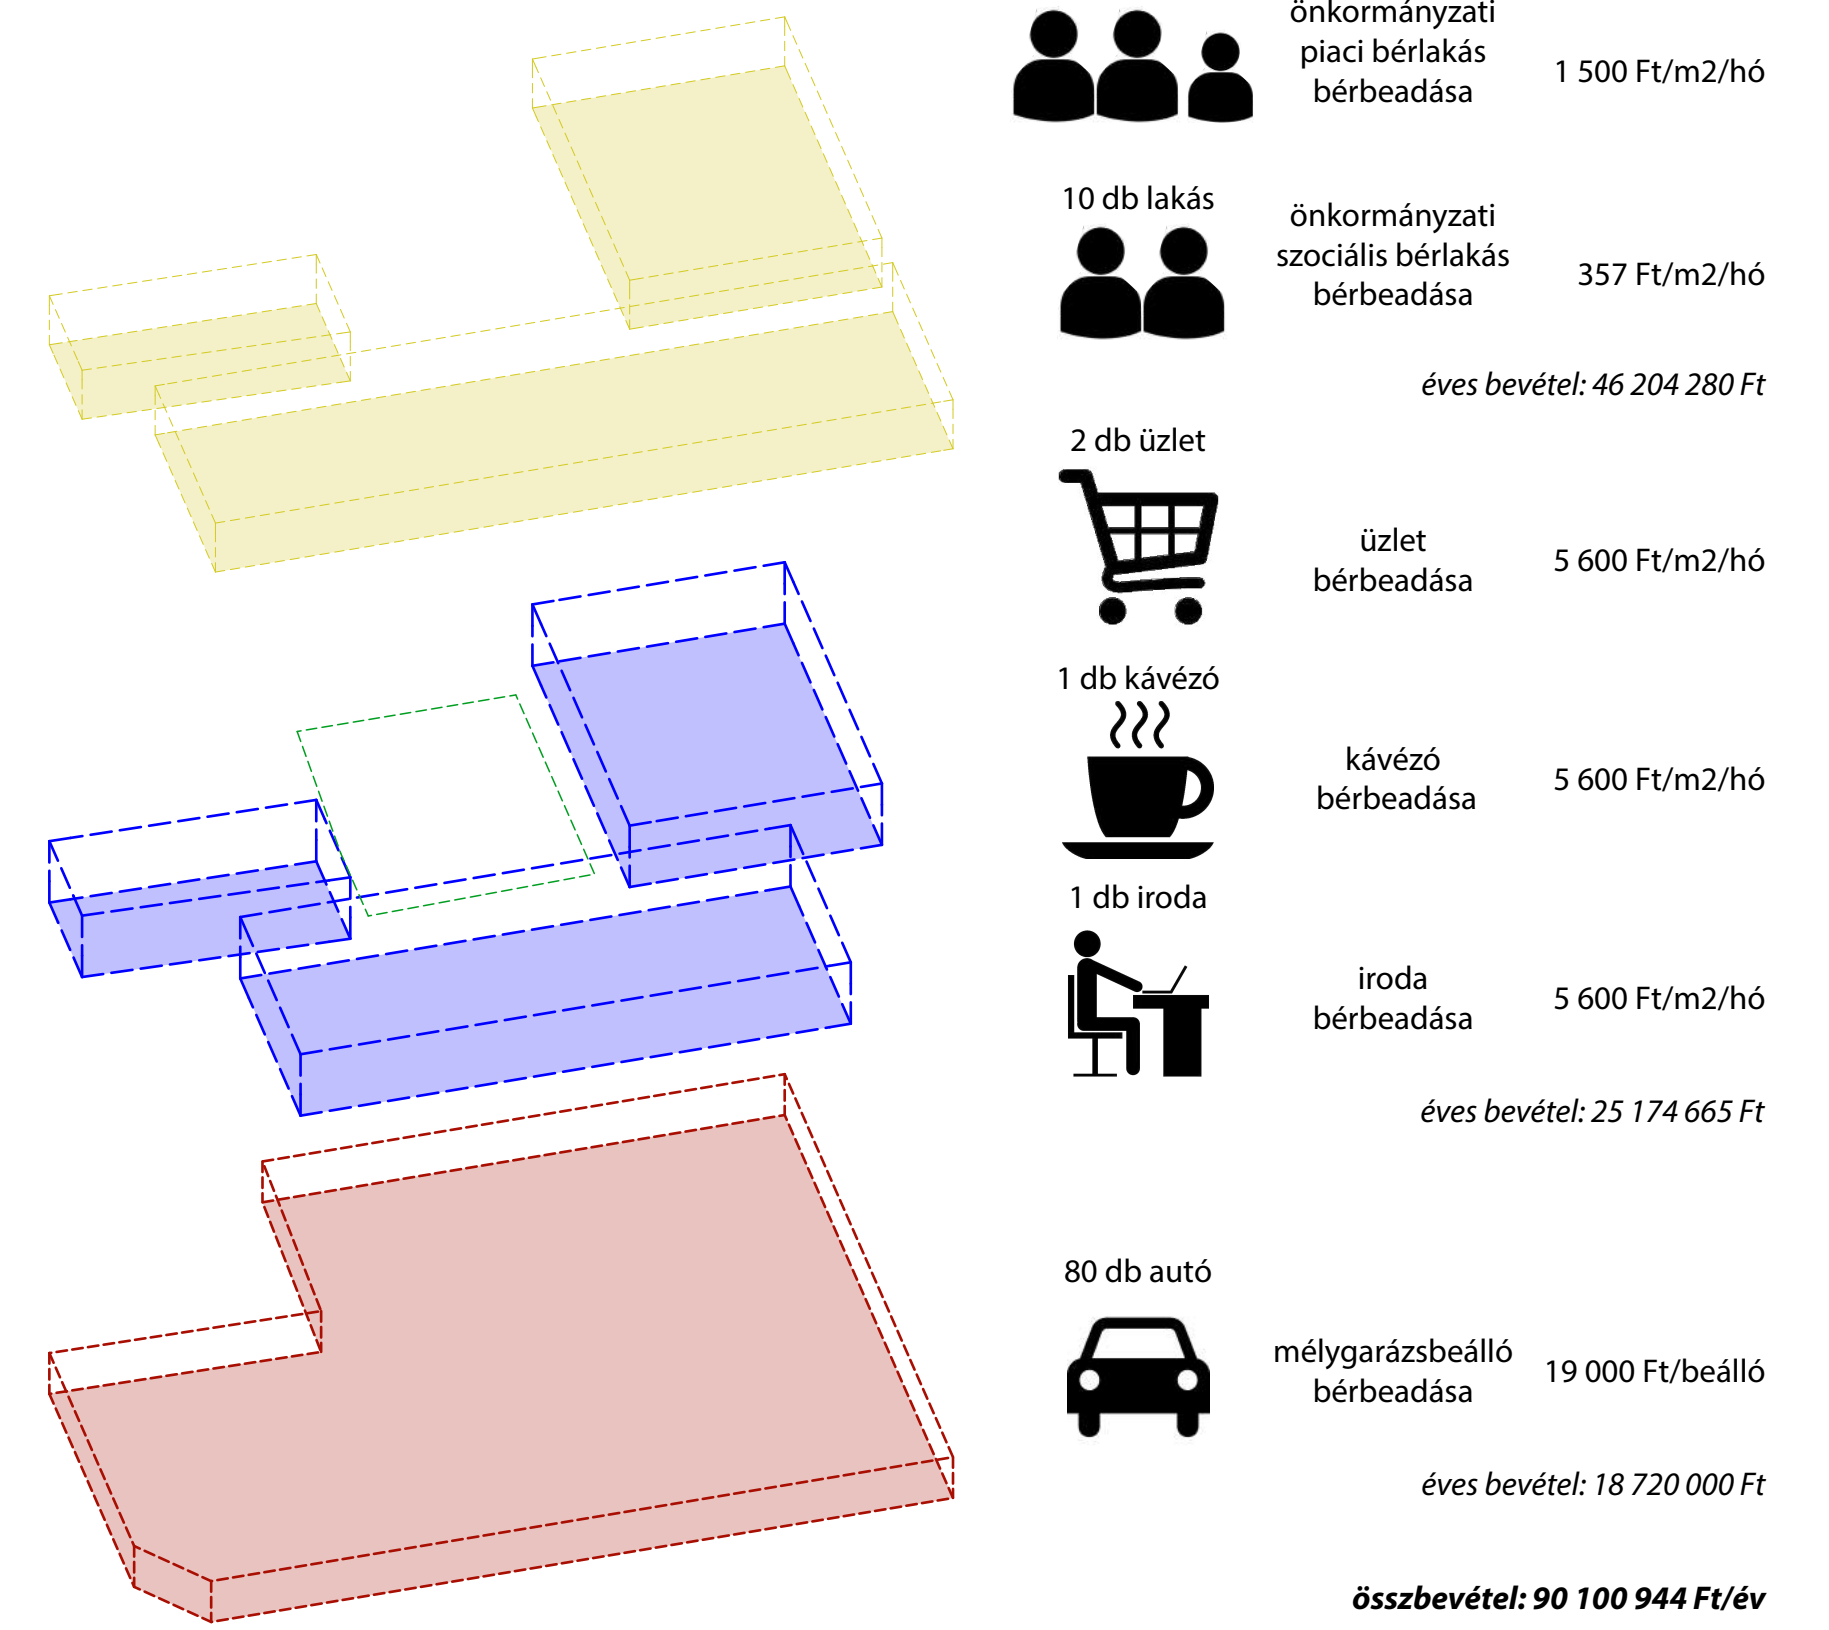 önkormányzati
piaci bérlakás
bérbeadása
1 500 Ft/m2/hó
10 db lakás
önkormányzati
szociális bérlakás
bérbeadása
357 Ft/m2/hó
éves bevétel: 46 204 280 Ft
2 db üzlet
üzlet
bérbeadása
5 600 Ft/m2/hó
1 db kávézó
kávézó
bérbeadása
5 600 Ft/m2/hó
1 db iroda
iroda
bérbeadása
5 600 Ft/m2/hó
éves bevétel: 25 174 665 Ft
80 db autó
mélygarázsbeálló
bérbeadása
19 000 Ft/beálló
éves bevétel: 18 720 000 Ft
összbevétel: 90 100 944 Ft/év